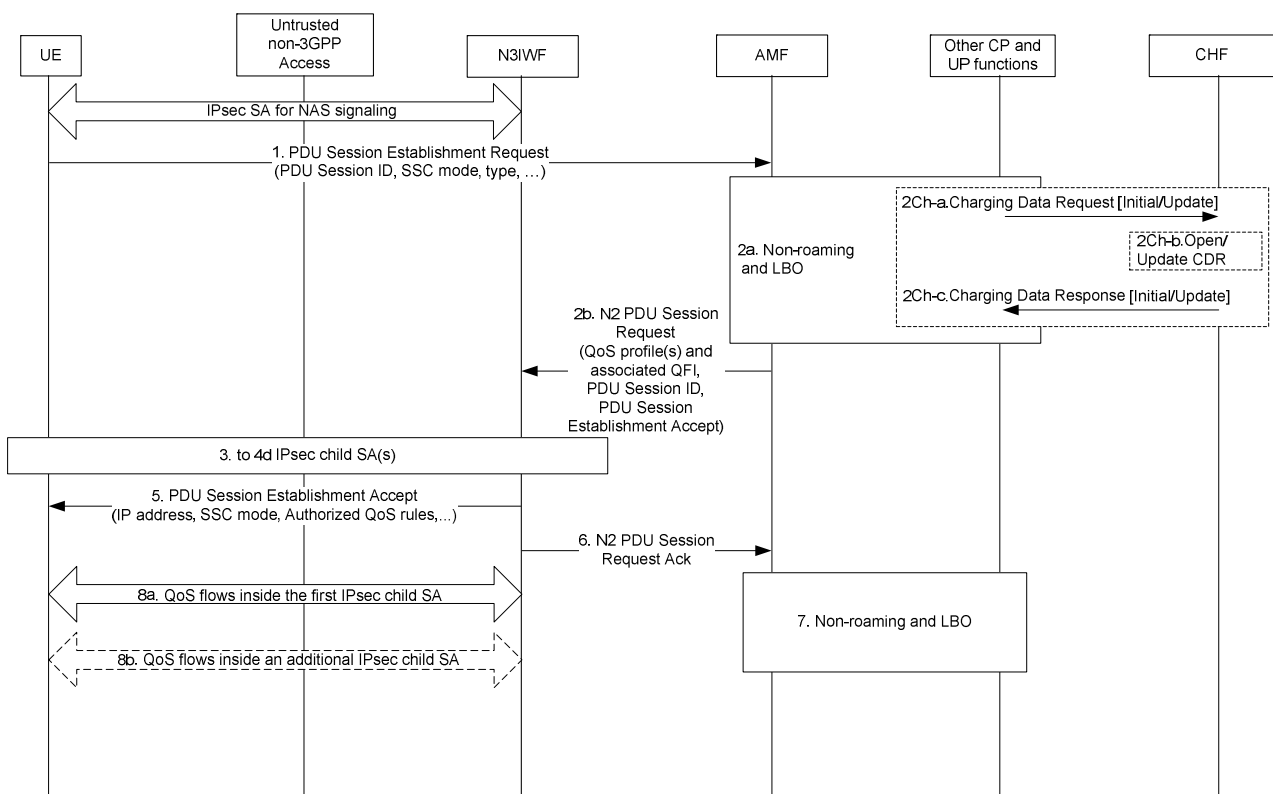 UE
Untrusted
non-3GPP
Access
N3IWF
AMF
Other CP and
UP functions
CHF
IPsec SA for NAS signaling
1. PDU Session Establishment Request
(PDU Session ID, SSC mode, type, …)
2Ch-a.Charging Data Request [Initial/Update]
2a. Non-roaming
and LBO
2Ch-b.Open/
Update CDR
2Ch-c.Charging Data Response [Initial/Update]
2b. N2 PDU Session
Request
(QoS profile(s) and
associated QFI,
PDU Session ID,
PDU Session
Establishment Accept)
3. to 4d IPsec child SA(s)
5. PDU Session Establishment Accept
(IP address, SSC mode, Authorized QoS rules,...)
6. N2 PDU Session
Request Ack
8a. QoS flows inside the first IPsec child SA
7. Non-roaming and LBO
8b. QoS flows inside an additional IPsec child SA